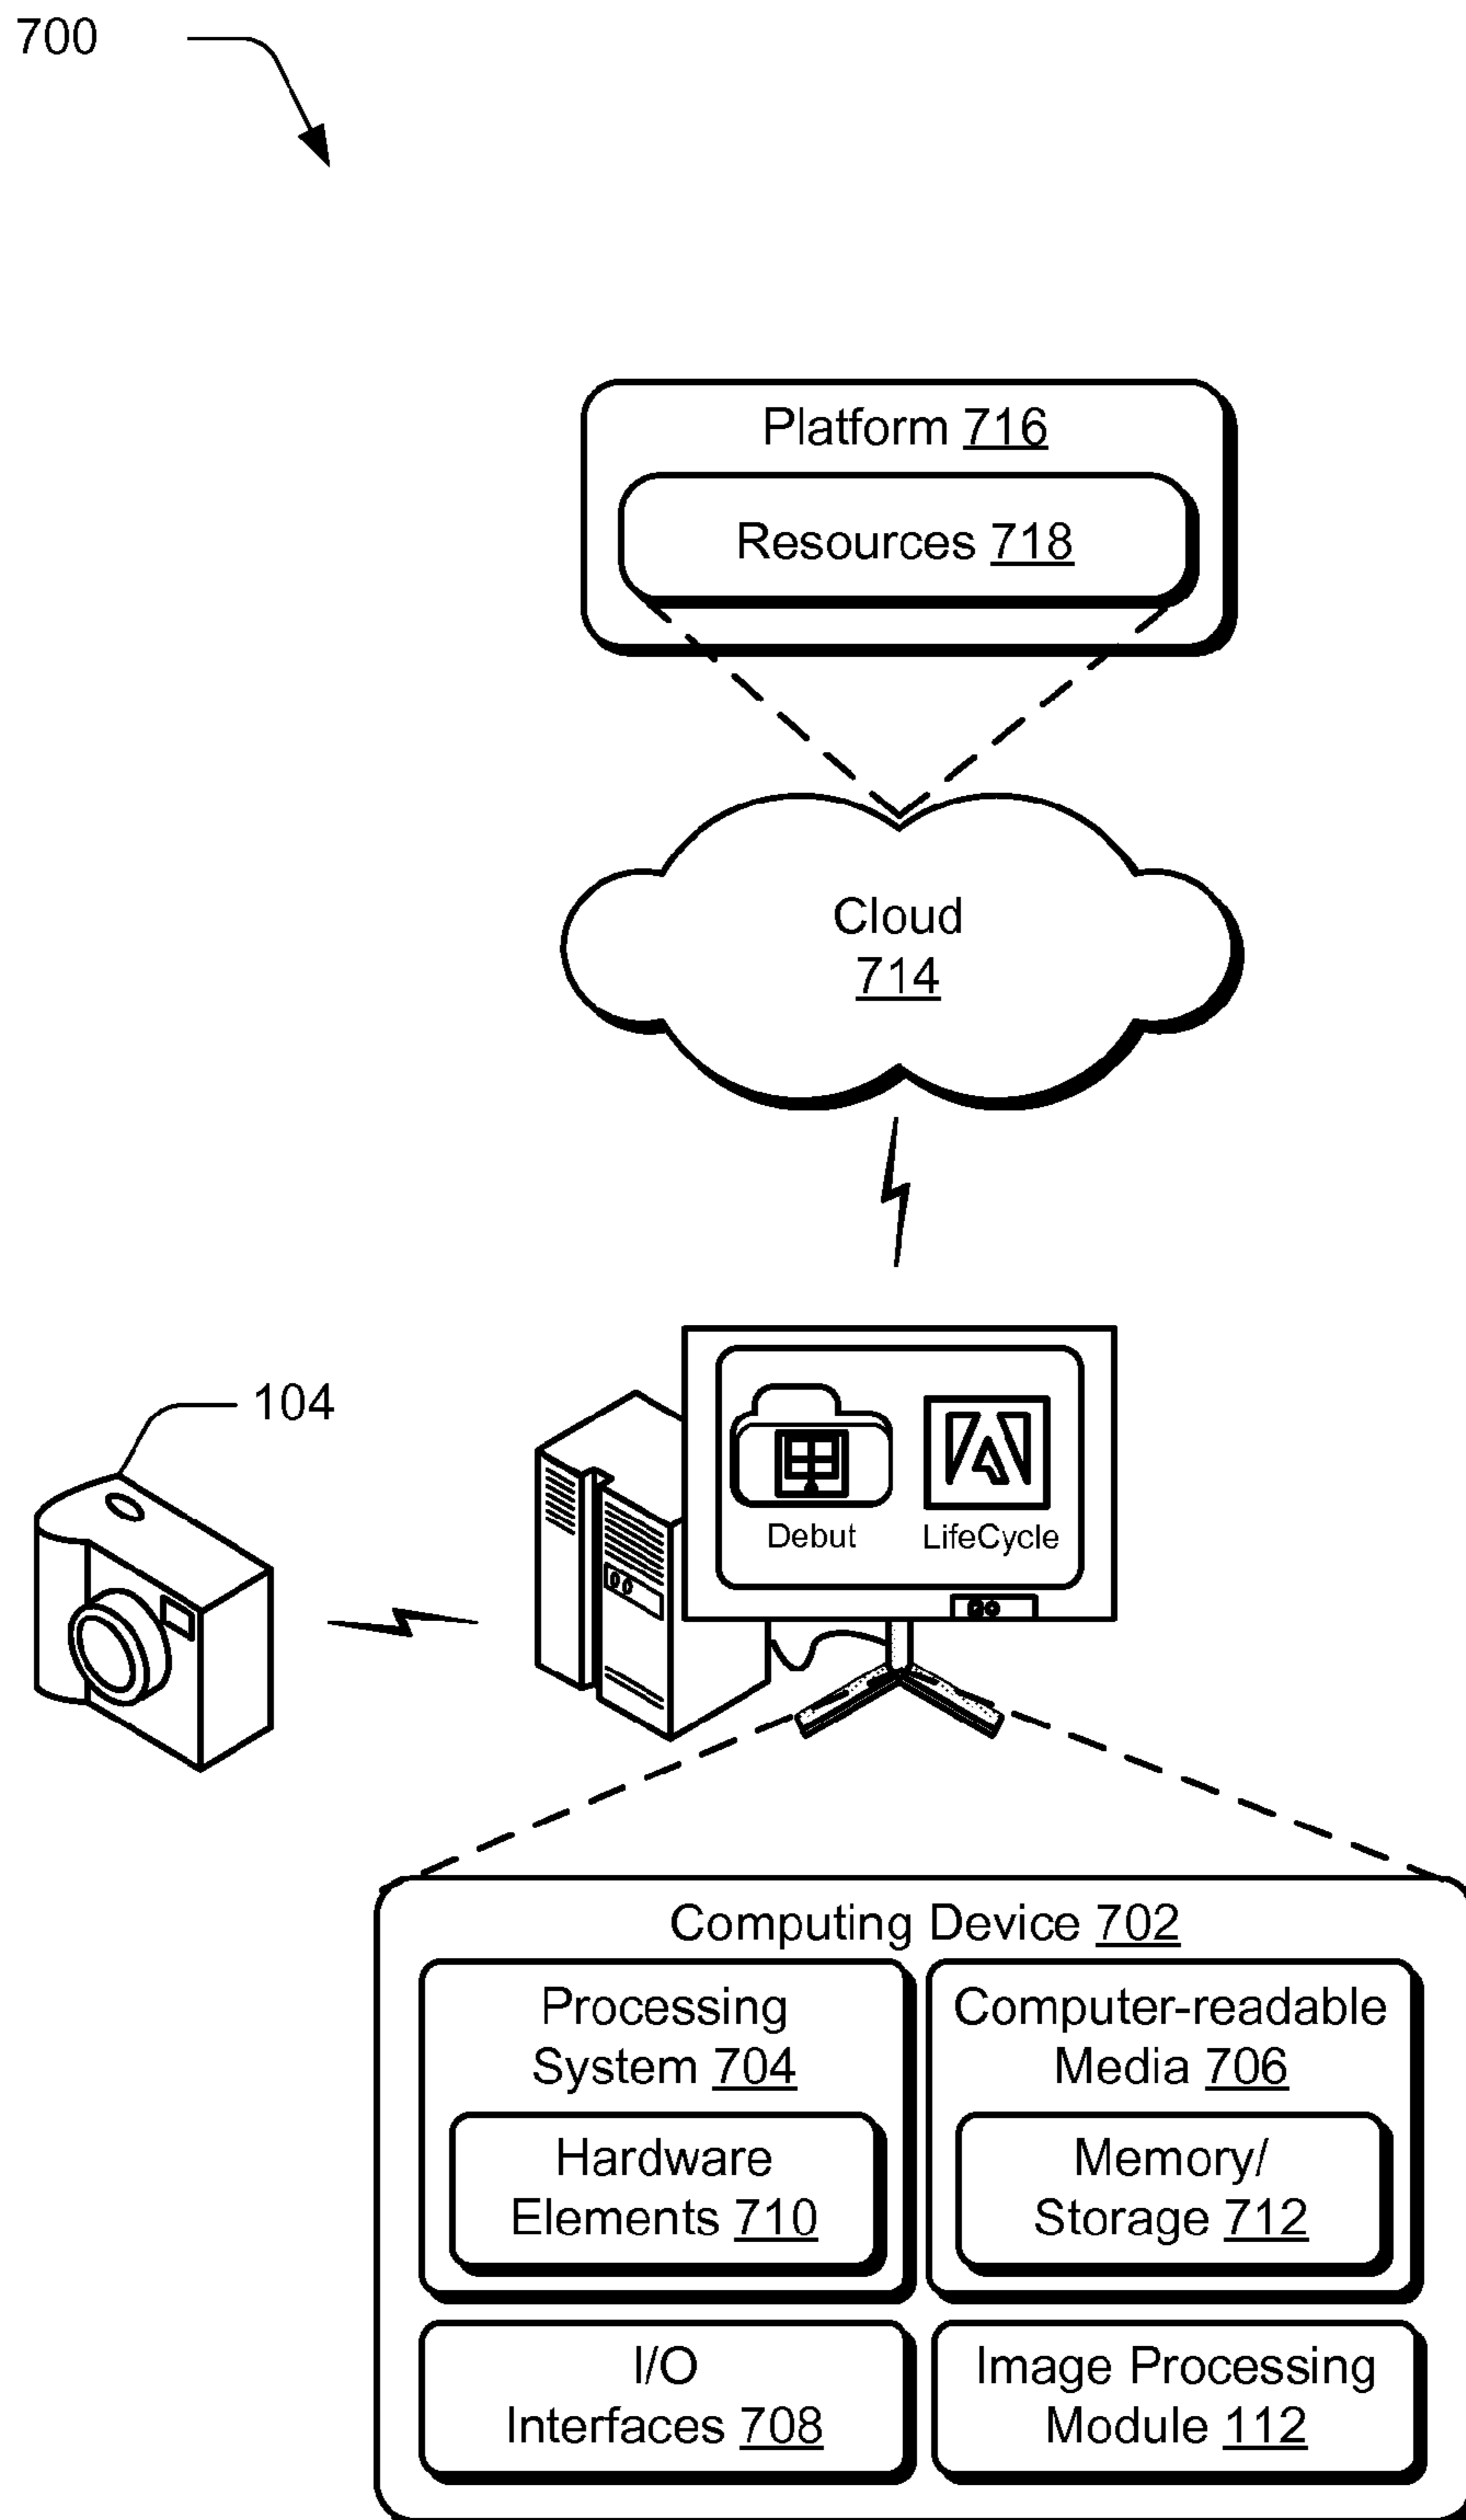 700
Platform 716
Resources 718
Cloud
714
104
Debut
LifeCycle
Computing Device 702
Processing
System 704
Hardware
Elements 710
Computer-readable
Media 706
Memory/
Storage 712
I/O
Interfaces 708
Image Processing
Module 112